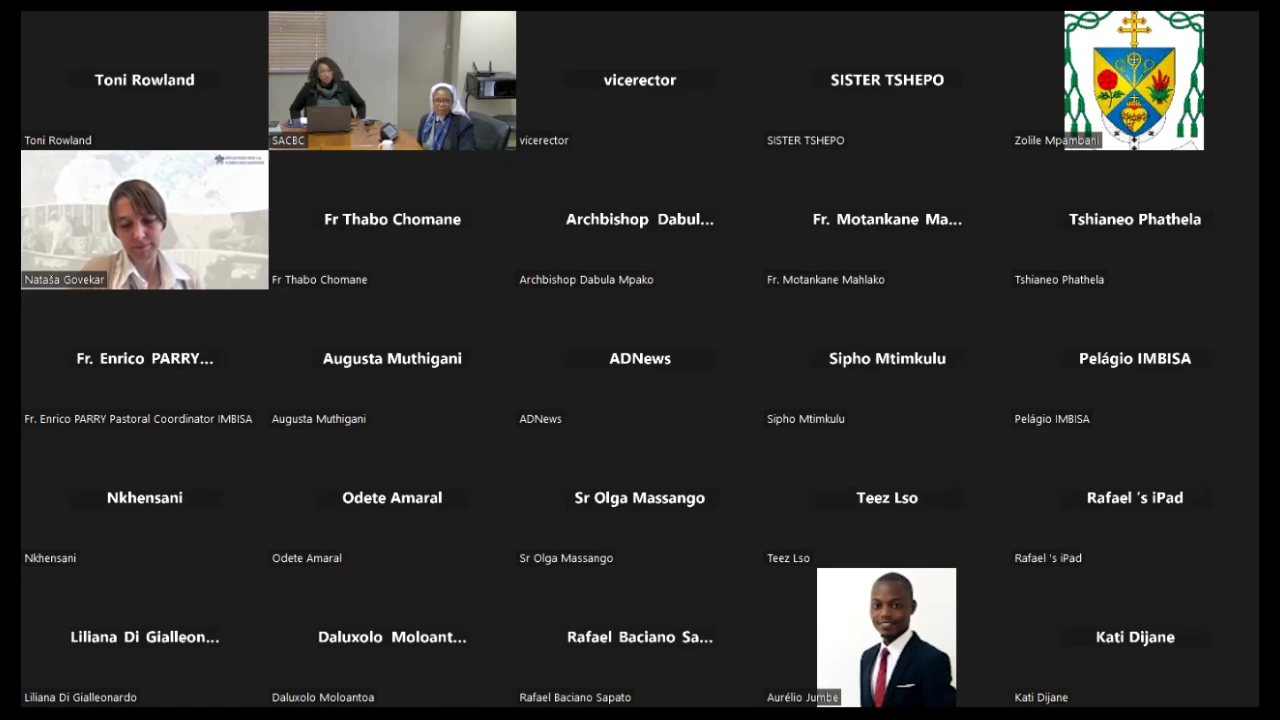 Toni Rowland
vicerector
SISTER TSHEPO
Toni Rowland
SACBC
vicerector
SISTER TSHEPO
Zolile Mpambani
Fr Thabo Chomane
Archbishop Dabul...
Fr. Motankane Ma...
Tshianeo Phathela
Nataša Govekar
Fr Thabo Chomane
Archbishop Dabula Mpako
Fr. Motankane Mahlako
Tshianeo Phathela
Fr. Enrico PARRY...
Augusta Muthigani
ADNews
Sipho Mtimkulu
Pelágio IMBISA
Fr. Enrico PARRY Pastoral Coordinator IMBISA
Augusta Muthigani
ADNews
Sipho Mtimkulu
Pelágio IMBISA
Nkhensani
Odete Amaral
Sr Olga Massango
Teez Lso
Rafael 's iPad
Nkhensani
Odete Amaral
Sr Olga Massango
Teez Lso
Rafael 's iPad
Liliana Di Gialleon...
Daluxolo Moloant...
Rafael Baciano Sa...
Kati Dijane
Liliana Di Gialleonardo
Daluxolo Moloantoa
Rafael Baciano Sapato
Aurélio Jumbe
Kati Dijane